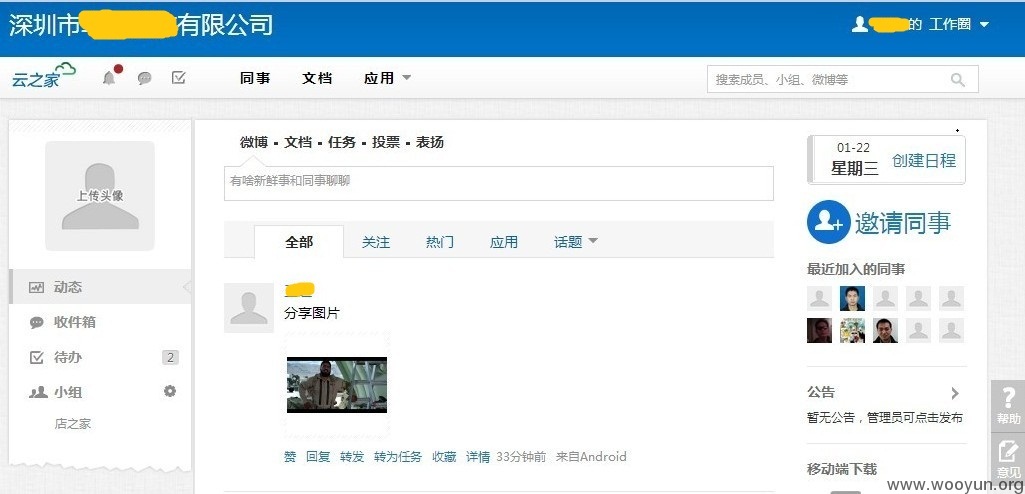 深圳市 有限公司
的 工作圈
云之家
同事 文档 应用
搜索成员、小组、微博等
上传头像
动态
收件箱
待办 2
小组
店之家
微博 • 文档 • 任务 • 投票 • 表扬
有啥新鲜事和同事聊聊
全部 关注 热门 应用 话题
分享图片
赞 回复 转发 转为任务 收藏 详情 33分钟前 来自Android
01-22
星期三
创建日程
邀请同事
最近加入的同事
公告
暂无公告，管理员可点击发布
移动端下载
帮助
意见
www.wooyun.org